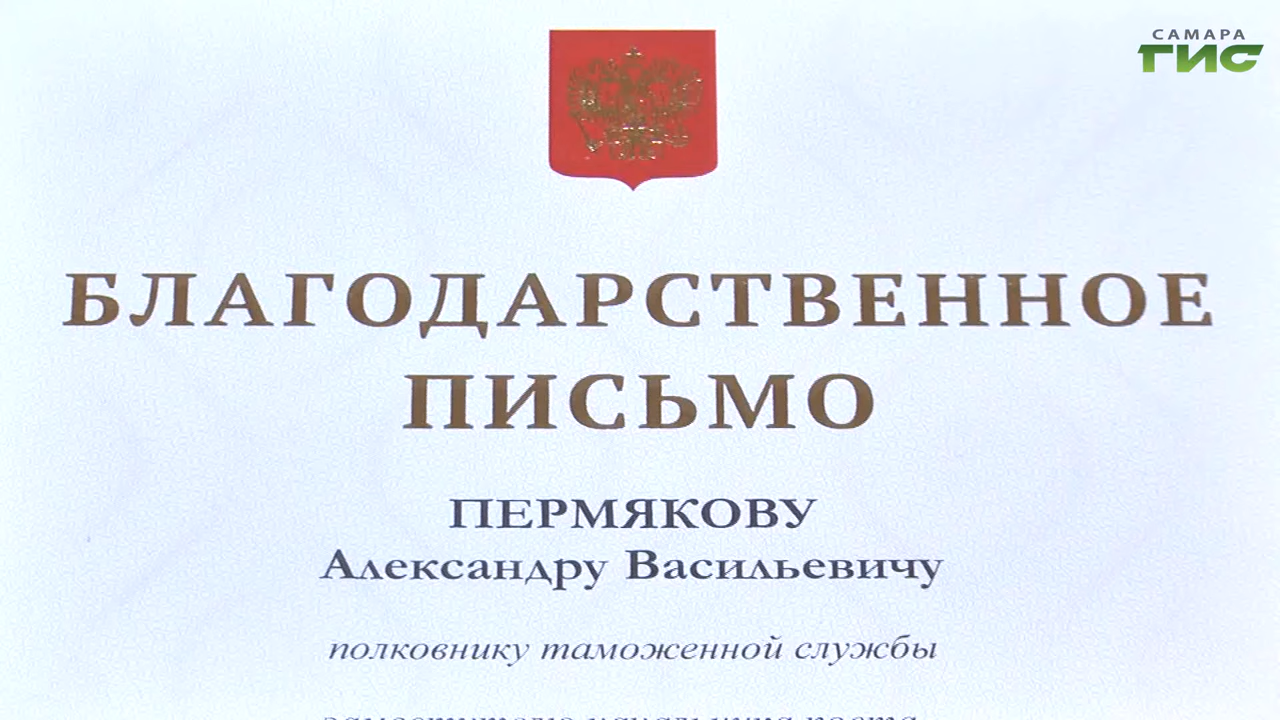 САМАРА
ГИС
БЛАГОДАРСТВЕННОЕ
ПИСЬМО
ПЕРМЯКОВУ
Александру Васильевичу
полковнику таможенной службы